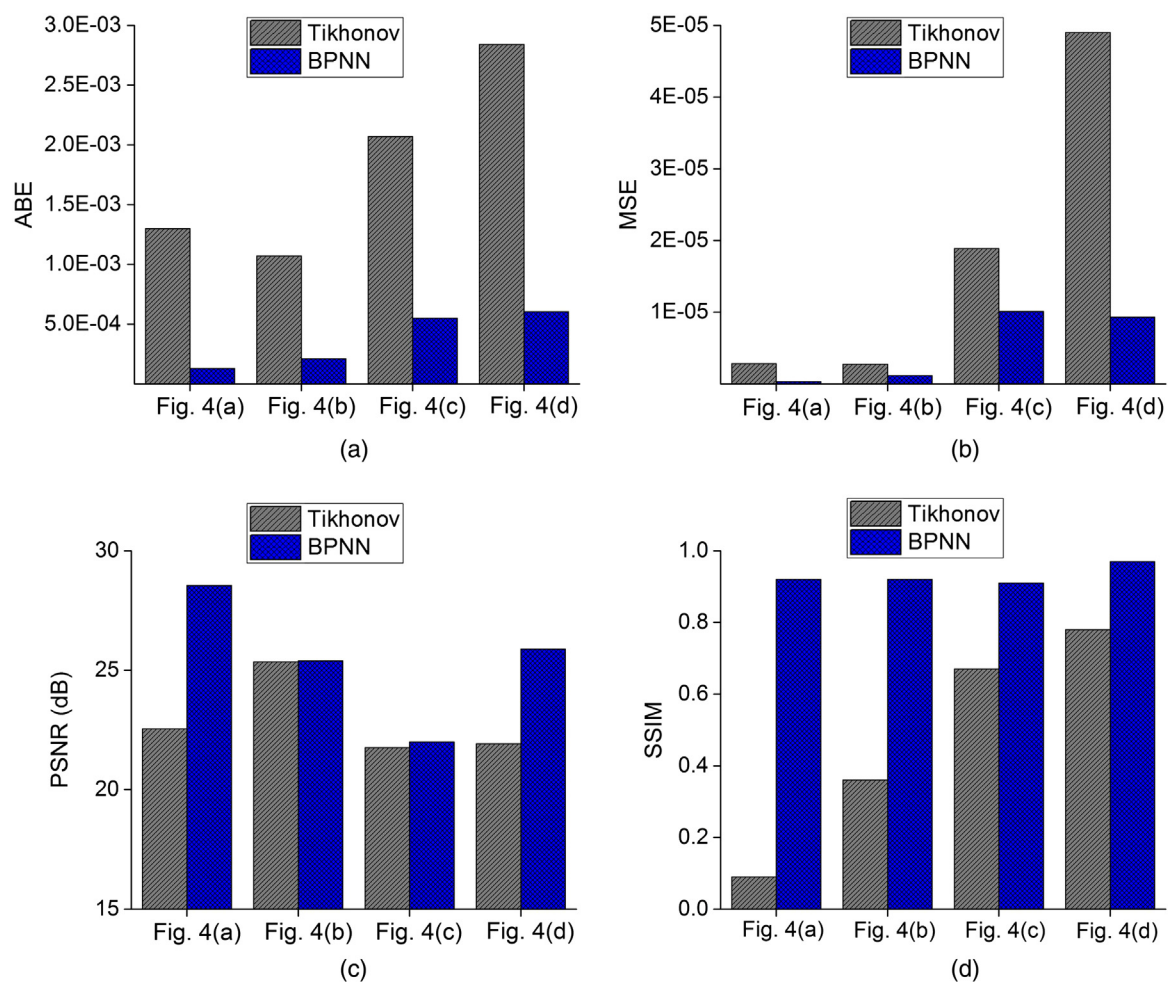 3.0E-03
2.5E-03
2.0E-03
1.5E-03
1.0E-03
5.0E-04
ABE
Tikhonov
BPNN
Fig. 4(a) Fig. 4(b) Fig. 4(c) Fig. 4(d)
(a)
5E-05
4E-05
3E-05
2E-05
1E-05
MSE
Tikhonov
BPNN
Fig. 4(a) Fig. 4(b) Fig. 4(c) Fig. 4(d)
(b)
30
25
20
15
PSNR (dB)
Tikhonov
BPNN
Fig. 4(a) Fig. 4(b) Fig. 4(c) Fig. 4(d)
(c)
1.0
0.8
0.6
0.4
0.2
0.0
SSIM
Tikhonov
BPNN
Fig. 4(a) Fig. 4(b) Fig. 4(c) Fig. 4(d)
(d)